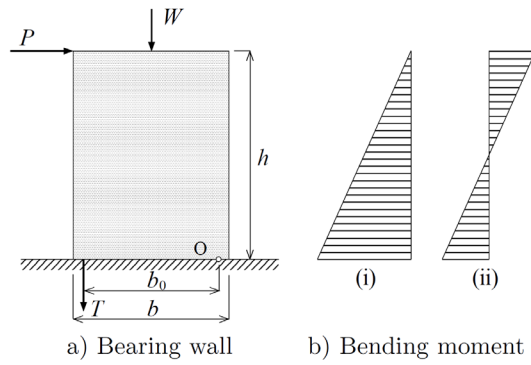 P
W
h
O
b₀
T
b
(i)
(ii)
a) Bearing wall
b) Bending moment